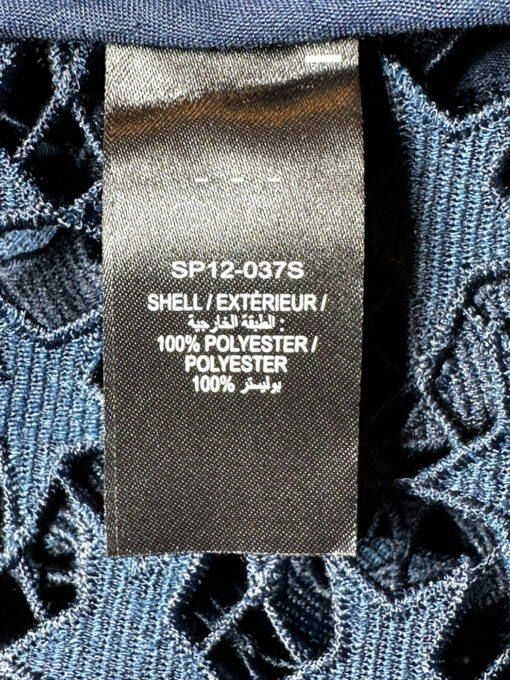 SP12-037S
SHELL / EXTÉRIEUR /
الطبقة الخارجية :
100% POLYESTER /
POLYESTER
100% بوليستر